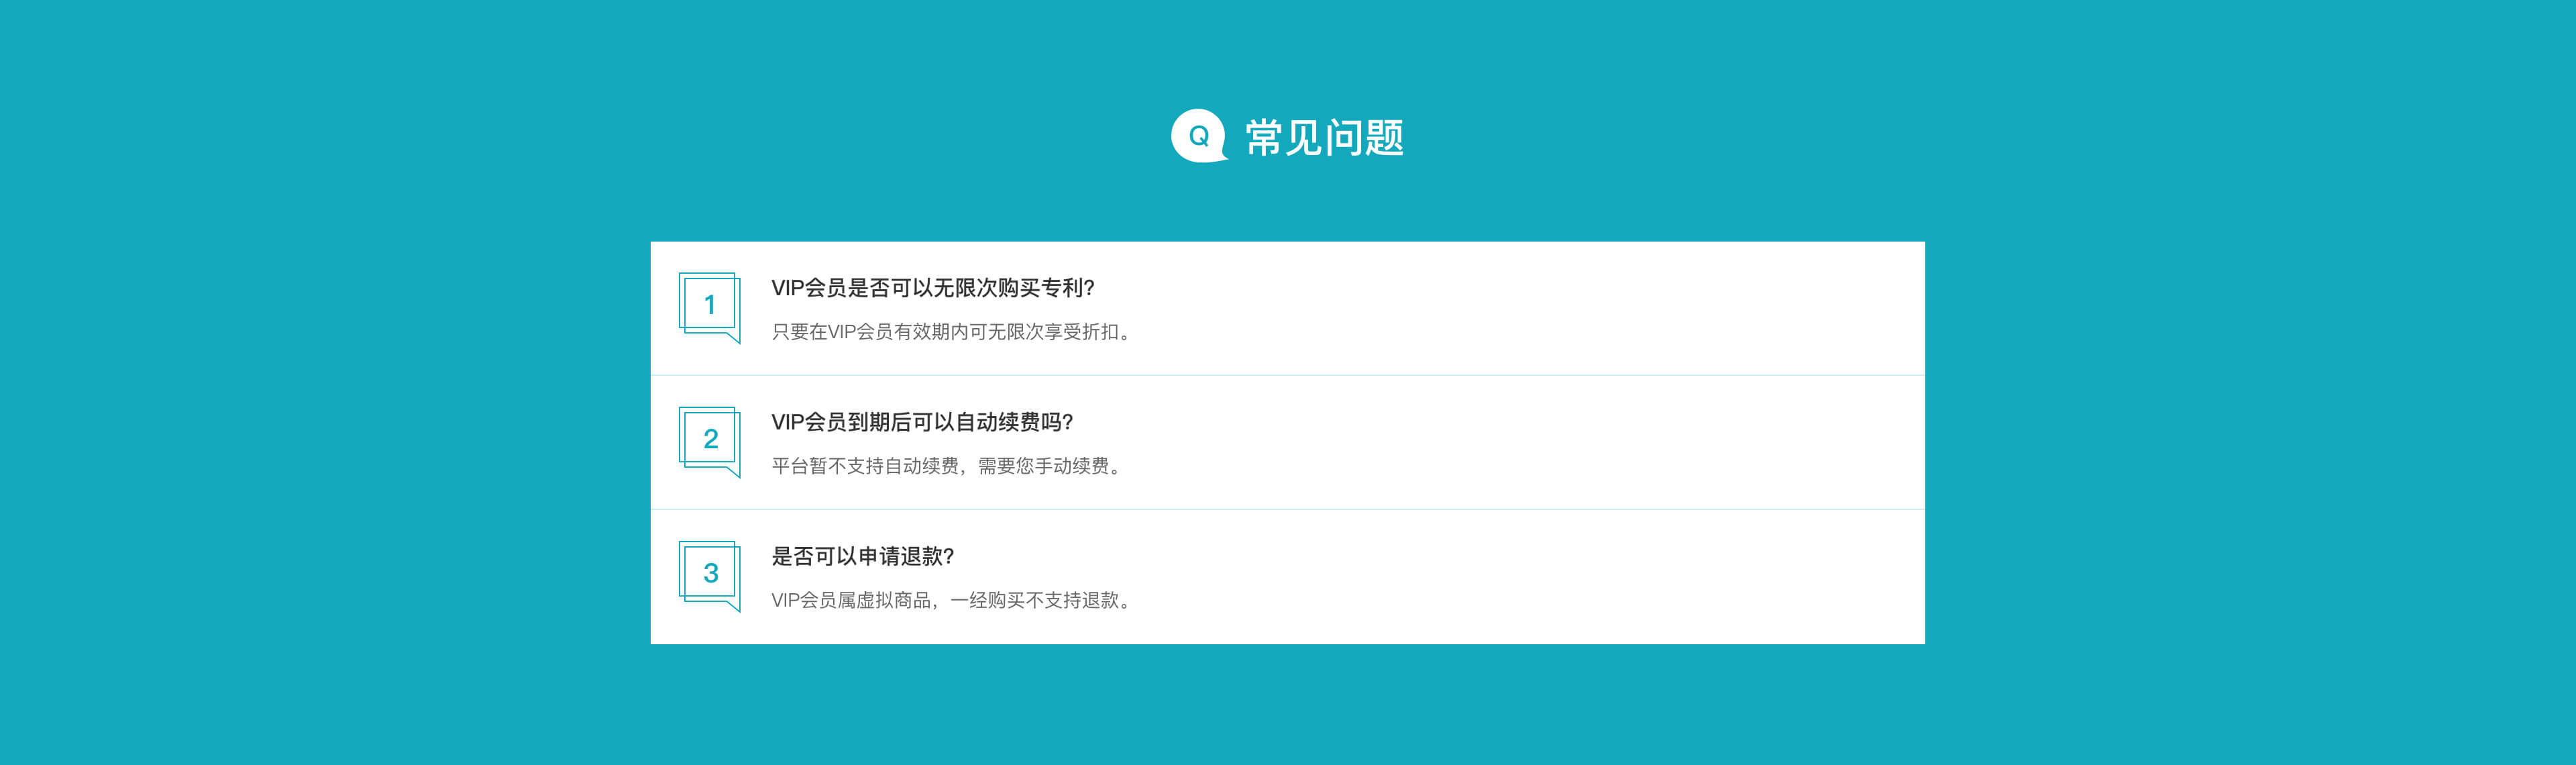 Q 常见问题
1
VIP会员是否可以无限次购买专利?
只要在VIP会员有效期内可无限次享受折扣。
2
VIP会员到期后可以自动续费吗?
平台暂不支持自动续费，需要您手动续费。
3
是否可以申请退款?
VIP会员属虚拟商品，一经购买不支持退款。